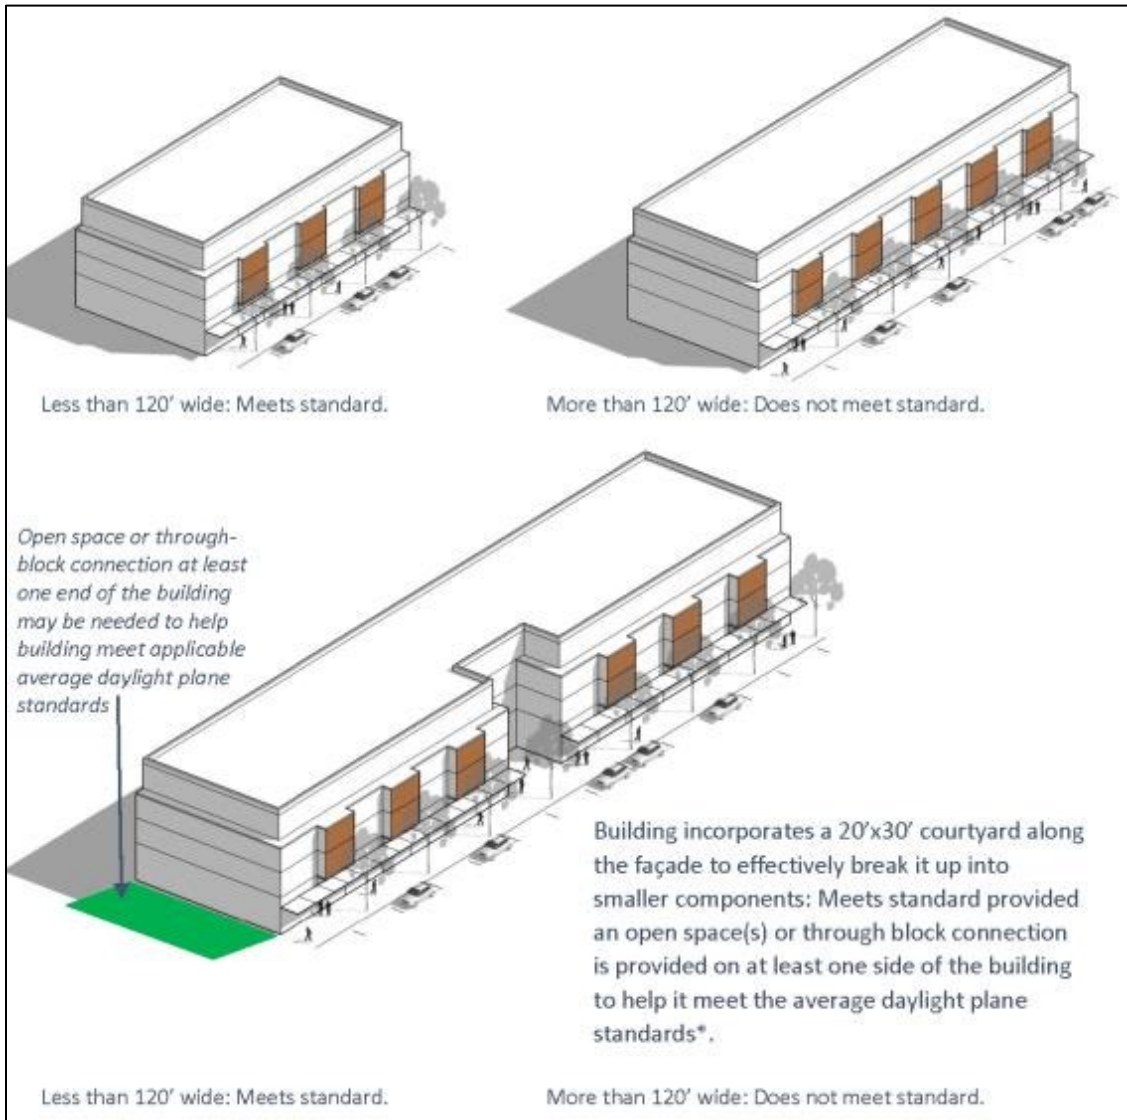 Less than 120' wide: Meets standard.
More than 120' wide: Does not meet standard.
Open space or through-
block connection at least
one end of the building
may be needed to help
building meet applicable
average daylight plane
standards
Building incorporates a 20'x30' courtyard along
the façade to effectively break it up into
smaller components: Meets standard provided
an open space(s) or through block connection
is provided on at least one side of the building
to help it meet the average daylight plane
standards*.
Less than 120' wide: Meets standard.
More than 120' wide: Does not meet standard.